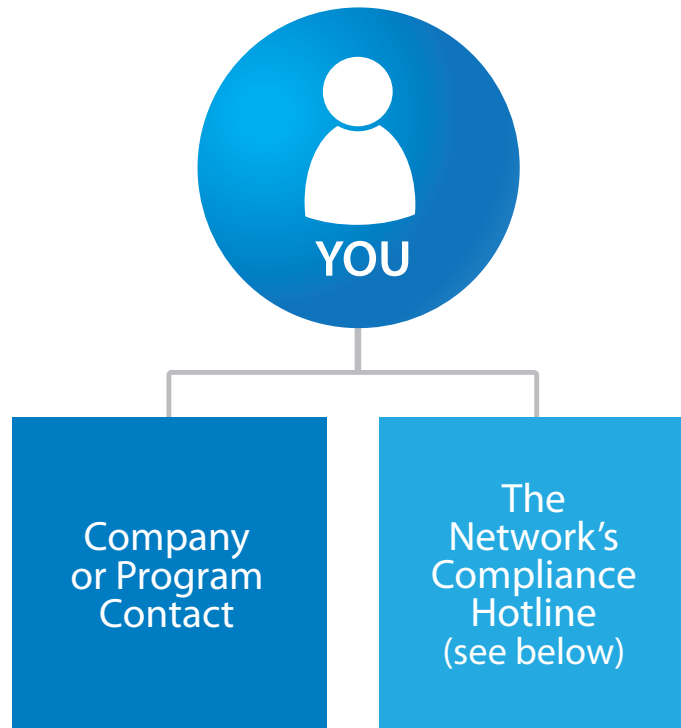 YOU
Company
or Program
Contact
The
Network’s
Compliance
Hotline
(see below)